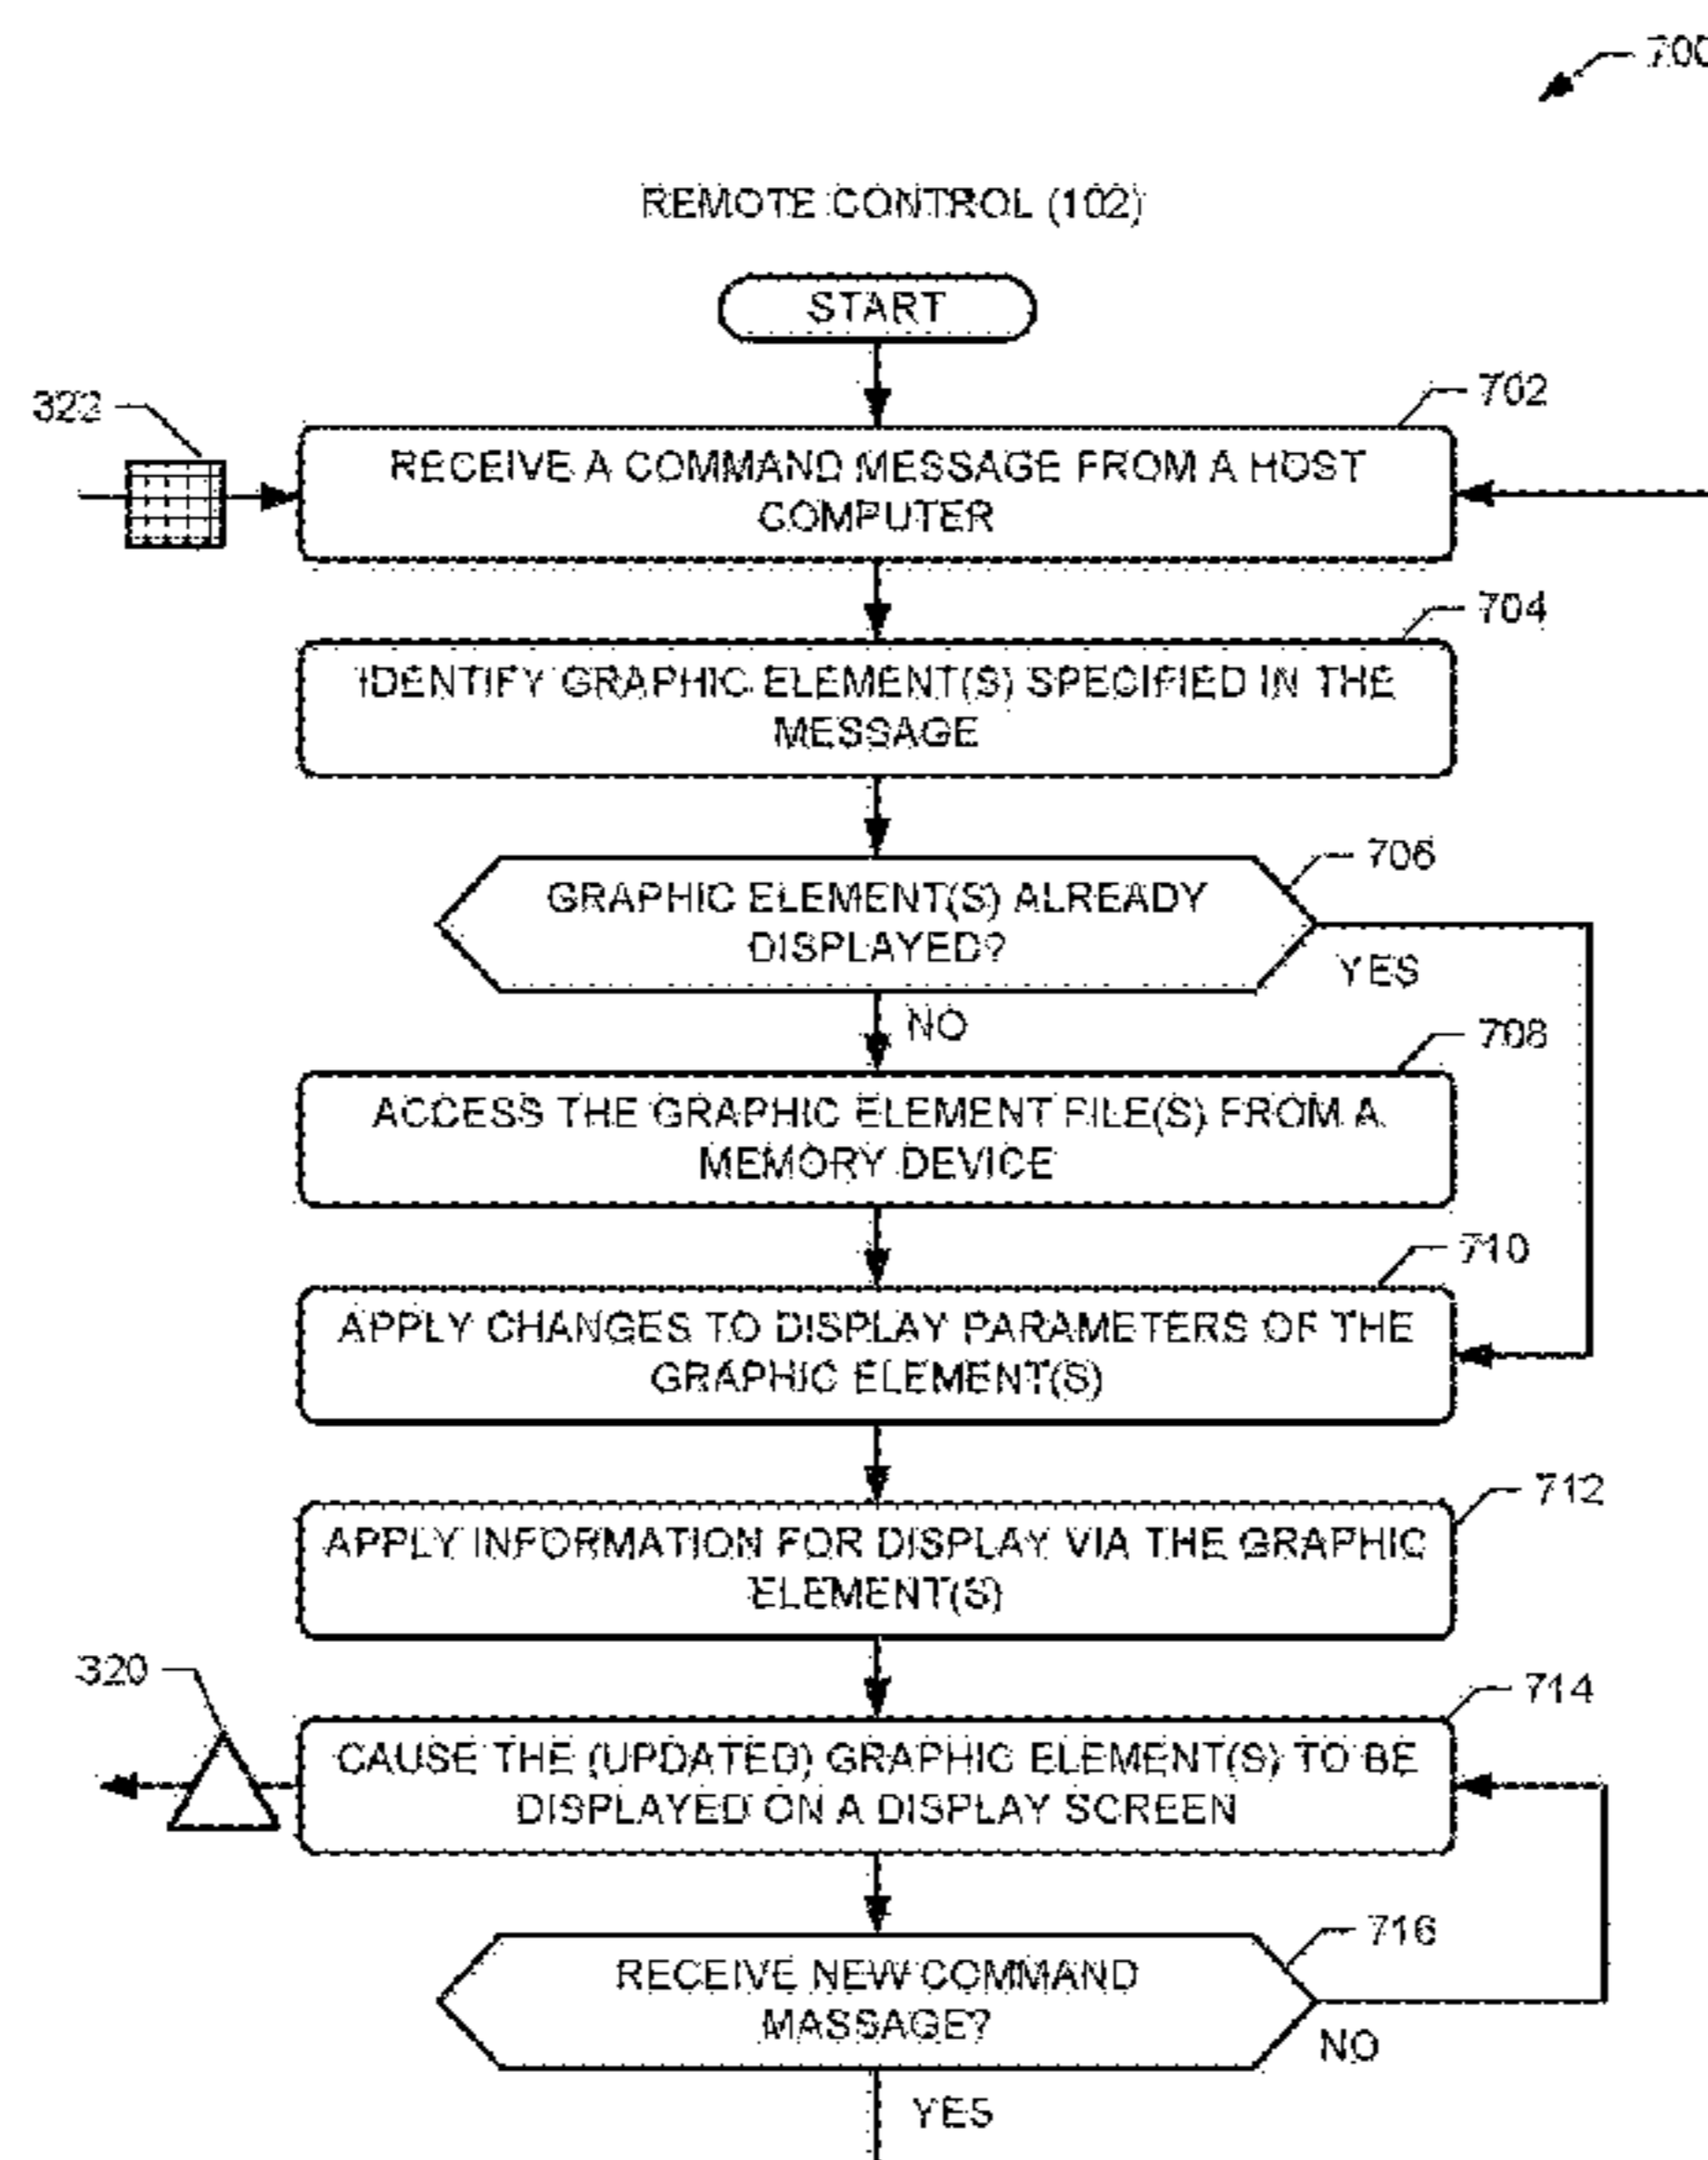 700
REMOTE CONTROL (102)
START
322
702
RECEIVE A COMMAND MESSAGE FROM A HOST
COMPUTER
704
IDENTIFY GRAPHIC ELEMENT(S) SPECIFIED IN THE
MESSAGE
706
GRAPHIC ELEMENT(S) ALREADY
DISPLAYED?
YES
NO
708
ACCESS THE GRAPHIC ELEMENT FILE(S) FROM A
MEMORY DEVICE
710
APPLY CHANGES TO DISPLAY PARAMETERS OF THE
GRAPHIC ELEMENT(S)
712
APPLY INFORMATION FOR DISPLAY VIA THE GRAPHIC
ELEMENT(S)
320
714
CAUSE THE (UPDATED) GRAPHIC ELEMENT(S) TO BE
DISPLAYED ON A DISPLAY SCREEN
716
RECEIVE NEW COMMAND
MASSAGE?
NO
YES